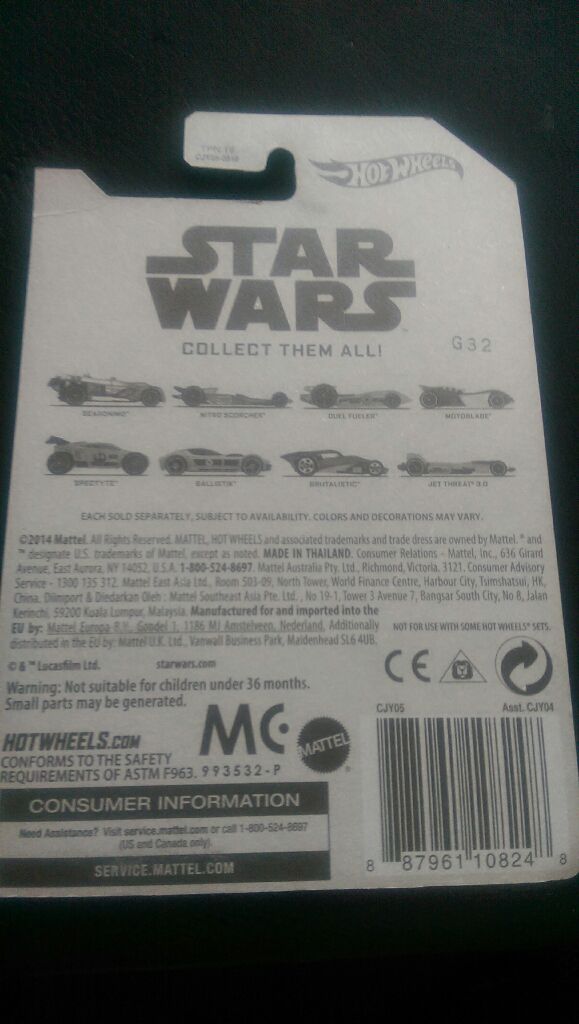 HOT WHEELS
STAR
WARS
COLLECT THEM ALL!
G32
GEARONIMO NITRO SCORCHER DUEL FUELER MOTOBLADE
SPECTYTE BALLISTIK BRUTALISTIC JET THREAT 3.0
EACH SOLD SEPARATELY, SUBJECT TO AVAILABILITY. COLORS AND DECORATIONS MAY VARY.
©2014 Mattel. All Rights Reserved. MATTEL, HOT WHEELS and associated trademarks and trade dress are owned by Mattel. ® and
™ designate U.S. trademarks of Mattel, except as noted. MADE IN THAILAND. Consumer Relations - Mattel, Inc., 636 Girard
Avenue, East Aurora, NY 14052, U.S.A. 1-800-524-8697. Mattel Australia Pty. Ltd., Richmond, Victoria. 3121. Consumer Advisory
Service - 1300 135 312. Mattel East Asia Ltd., Room 503-09, North Tower, World Finance Centre, Harbour City, Tsimshatsui, HK,
China. Diimport & Diedarkan Oleh : Mattel Southeast Asia Pte. Ltd., No 19-1, Tower 3 Avenue 7, Bangsar South City, No 8, Jalan
Kerinchi, 59200 Kuala Lumpur, Malaysia. Manufactured for and imported into the
EU by: Mattel Europa B.V., Gondel 1, 1186 MJ Amstelveen, Nederland. Additionally
distributed in the EU by: Mattel U.K. Ltd., Vanwall Business Park, Maidenhead SL6 4UB.
NOT FOR USE WITH SOME HOT WHEELS SETS.
© & ™ Lucasfilm Ltd. starwars.com
CE
Warning: Not suitable for children under 36 months.
Small parts may be generated.
CJY05 Asst. CJY04
MC
MATTEL
HOTWHEELS.COM
CONFORMS TO THE SAFETY
REQUIREMENTS OF ASTM F963. 993532-P
CONSUMER INFORMATION
Need Assistance? Visit service.mattel.com or call 1-800-524-8697
(US and Canada only).
SERVICE.MATTEL.COM
8 87961 10824 8